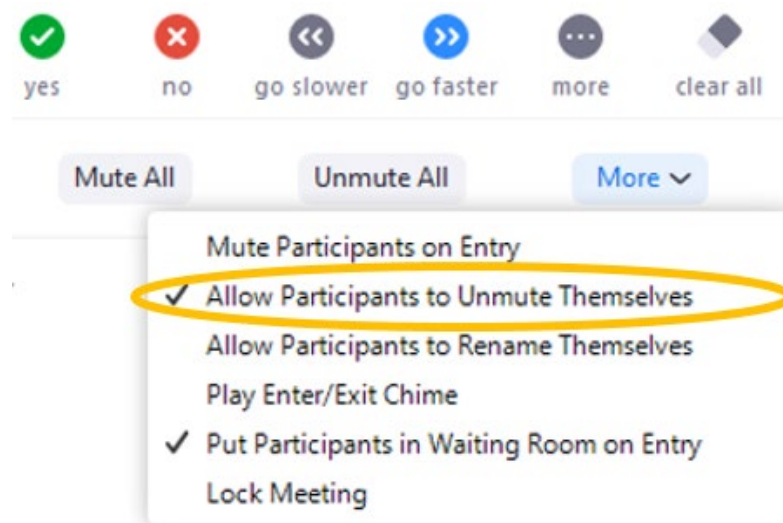 yes no go slower go faster more clear all
Mute All Unmute All More
Mute Participants on Entry
Allow Participants to Unmute Themselves
Allow Participants to Rename Themselves
Play Enter/Exit Chime
Put Participants in Waiting Room on Entry
Lock Meeting